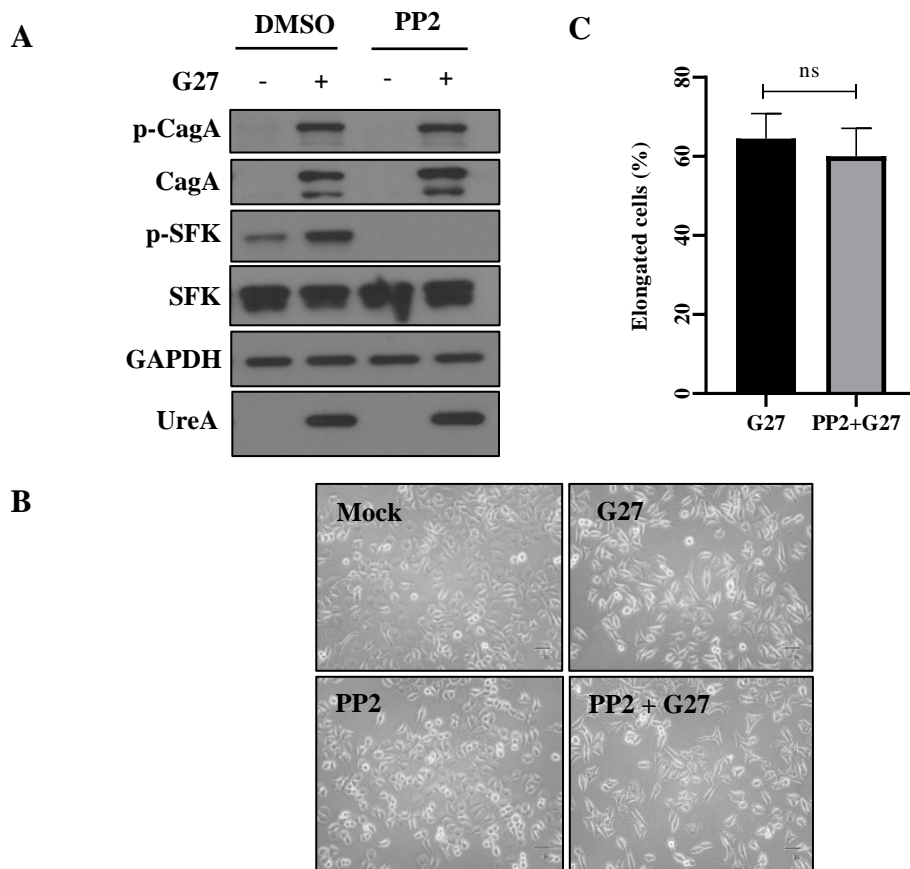 A
DMSO PP2
G27 - + - +
p-CagA
CagA
p-SFK
SFK
GAPDH
UreA
C
80
60
40
20
0
Elongated cells (%)
ns
G27 PP2+G27
B
Mock G27
PP2 PP2 + G27